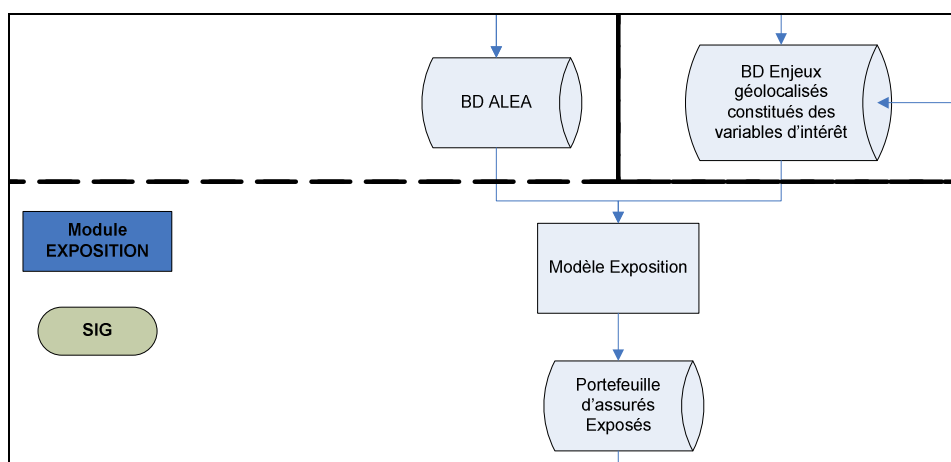 BD ALEA
BD Enjeux
géolocalisés
constitués des
variables d'intérêt
Module
EXPOSITION
Modèle Exposition
SIG
Portefeuille
d'assurés
Exposés